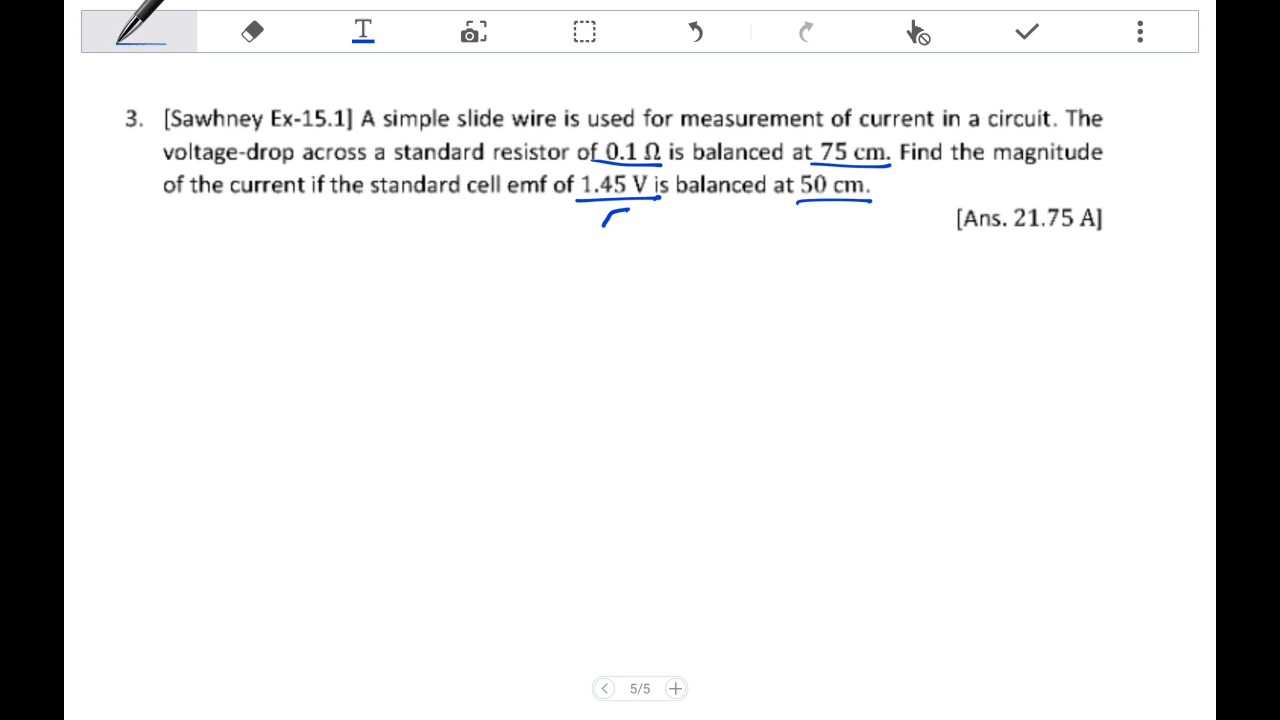 T
3. [Sawhney Ex-15.1] A simple slide wire is used for measurement of current in a circuit. The
voltage-drop across a standard resistor of 0.1 Ω is balanced at 75 cm. Find the magnitude
of the current if the standard cell emf of 1.45 V is balanced at 50 cm.
[Ans. 21.75 A]
5/5